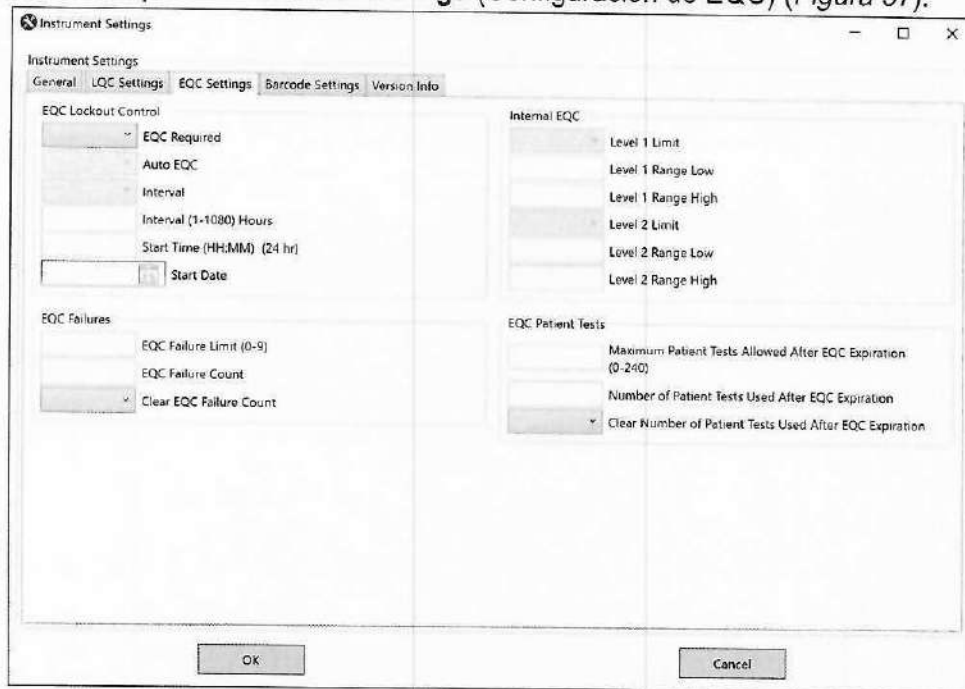 (Configuración de EQC) (Figura
Instrument Settings
Instrument Settings
General LQC Settings EQC Settings Barcode Settings Version Info
EQC Lockout Control
EQC Required
Auto EQC
Interval
Interval (1-1080) Hours
Start Time (HH:MM) (24 hr)
Start Date
Internal EQC
Level 1 Limit
Level 1 Range Low
Level 1 Range High
Level 2 Limit
Level 2 Range Low
Level 2 Range High
EQC Failures
EQC Failure Limit (0-9)
EQC Failure Count
Clear EQC Failure Count
EQC Patient Tests
Maximum Patient Tests Allowed After EQC Expiration
(0-240)
Number of Patient Tests Used After EQC Expiration
Clear Number of Patient Tests Used After EQC Expiration
OK
Cancel